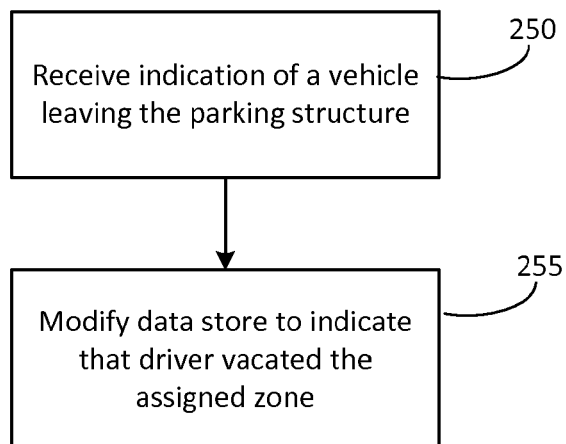 250
Receive indication of a vehicle
leaving the parking structure
255
Modify data store to indicate
that driver vacated the
assigned zone